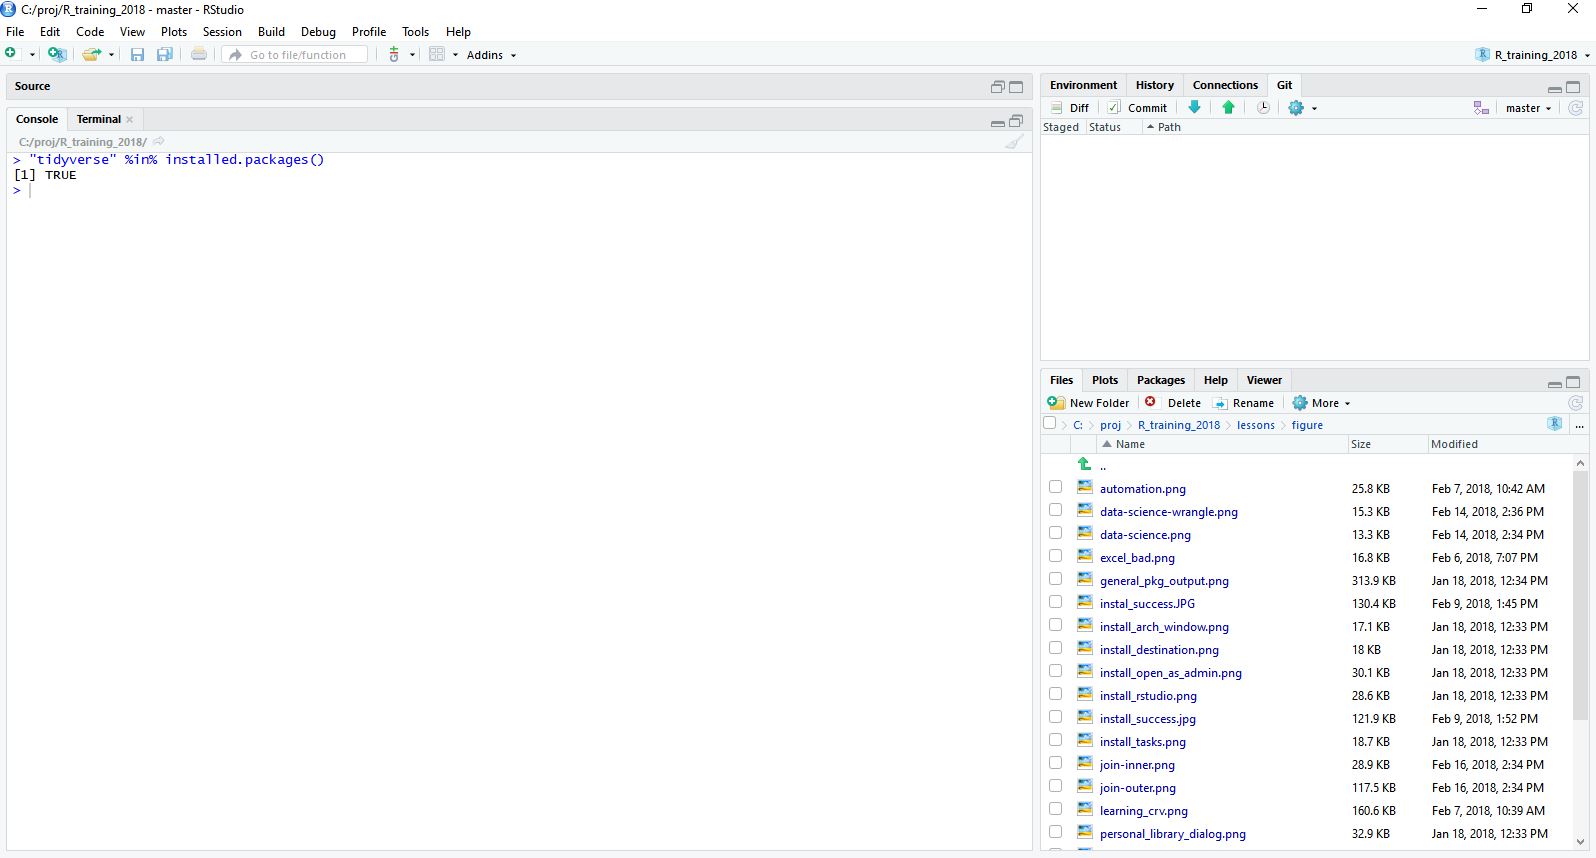 C:/proj/R_training_2018 - master - RStudio
File Edit Code View Plots Session Build Debug Profile Tools Help
Go to file/function Addins R_training_2018
Source
Console Terminal
C:/proj/R_training_2018/
> "tidyverse" %in% installed.packages()
[1] TRUE
>
Environment History Connections Git
Diff Commit master
Staged Status Path
Files Plots Packages Help Viewer
New Folder Delete Rename More
C: proj R_training_2018 lessons figure ...
Name Size Modified
..
automation.png 25.8 KB Feb 7, 2018, 10:42 AM
data-science-wrangle.png 15.3 KB Feb 14, 2018, 2:36 PM
data-science.png 13.3 KB Feb 14, 2018, 2:34 PM
excel_bad.png 16.8 KB Feb 6, 2018, 7:07 PM
general_pkg_output.png 313.9 KB Jan 18, 2018, 12:34 PM
instal_success.JPG 130.4 KB Feb 9, 2018, 1:45 PM
install_arch_window.png 17.1 KB Jan 18, 2018, 12:33 PM
install_destination.png 18 KB Jan 18, 2018, 12:33 PM
install_open_as_admin.png 30.1 KB Jan 18, 2018, 12:33 PM
install_rstudio.png 28.6 KB Jan 18, 2018, 12:33 PM
install_success.jpg 121.9 KB Feb 9, 2018, 1:52 PM
install_tasks.png 18.7 KB Jan 18, 2018, 12:33 PM
join-inner.png 28.9 KB Feb 16, 2018, 2:34 PM
join-outer.png 117.5 KB Feb 16, 2018, 2:34 PM
learning_crv.png 160.6 KB Feb 7, 2018, 10:39 AM
personal_library_dialog.png 32.9 KB Jan 18, 2018, 12:33 PM